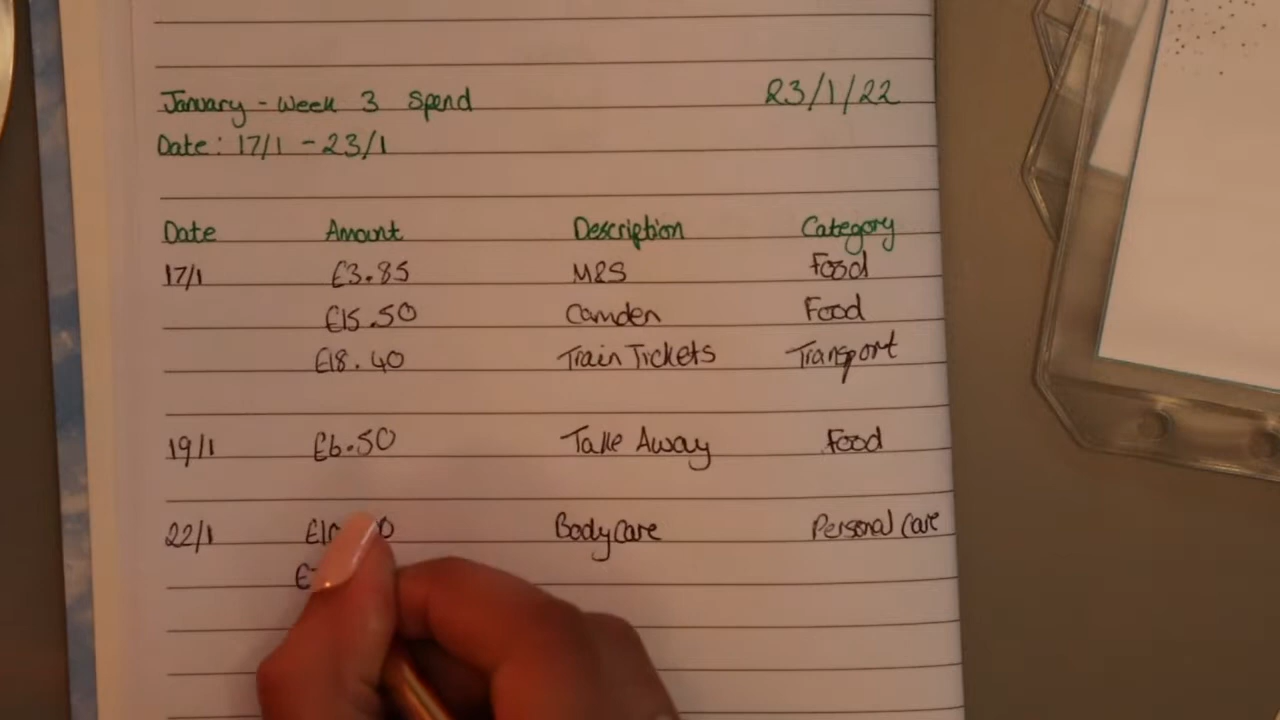 January - Week 3 Spend 23/1/22
Date: 17/1 - 23/1
Date Amount Description Category
17/1 £3.85 M&S Food
£15.50 Camden Food
£18.40 Train Tickets Transport
19/1 £6.50 Take Away Food
22/1 Bodycare Personal care